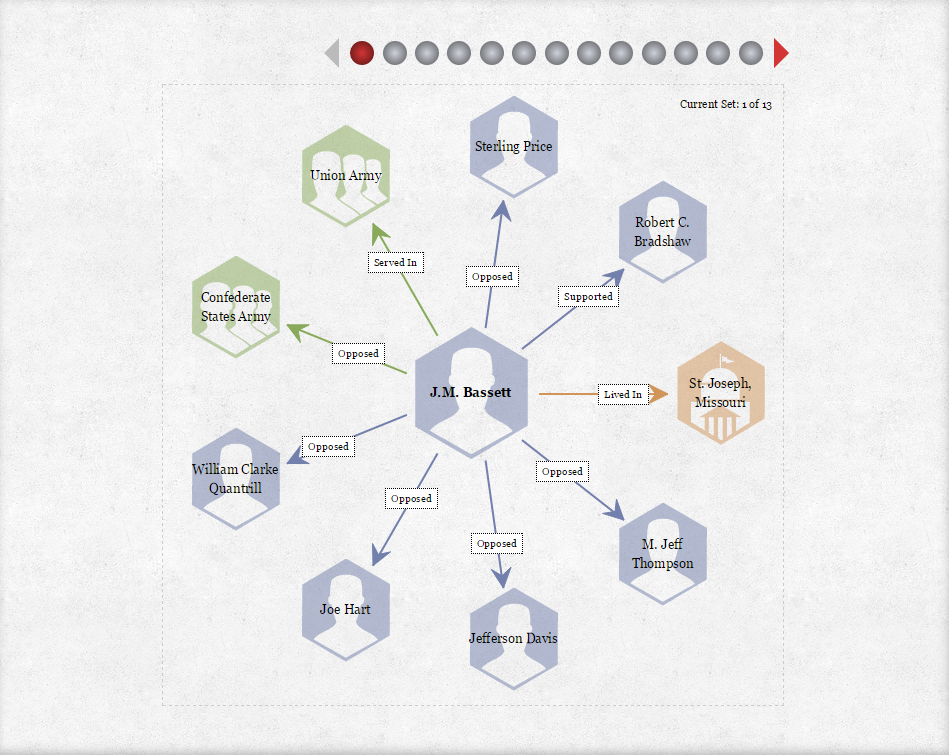 Current Set: 1 of 13
Sterling Price
Union Army
Robert C.
Bradshaw
Served In
Opposed
Supported
Confederate
States Army
Opposed
J.M. Bassett
Lived In
St. Joseph,
Missouri
Opposed
William Clarke
Quantrill
Opposed
Opposed
Opposed
M. Jeff
Thompson
Joe Hart
Jefferson Davis